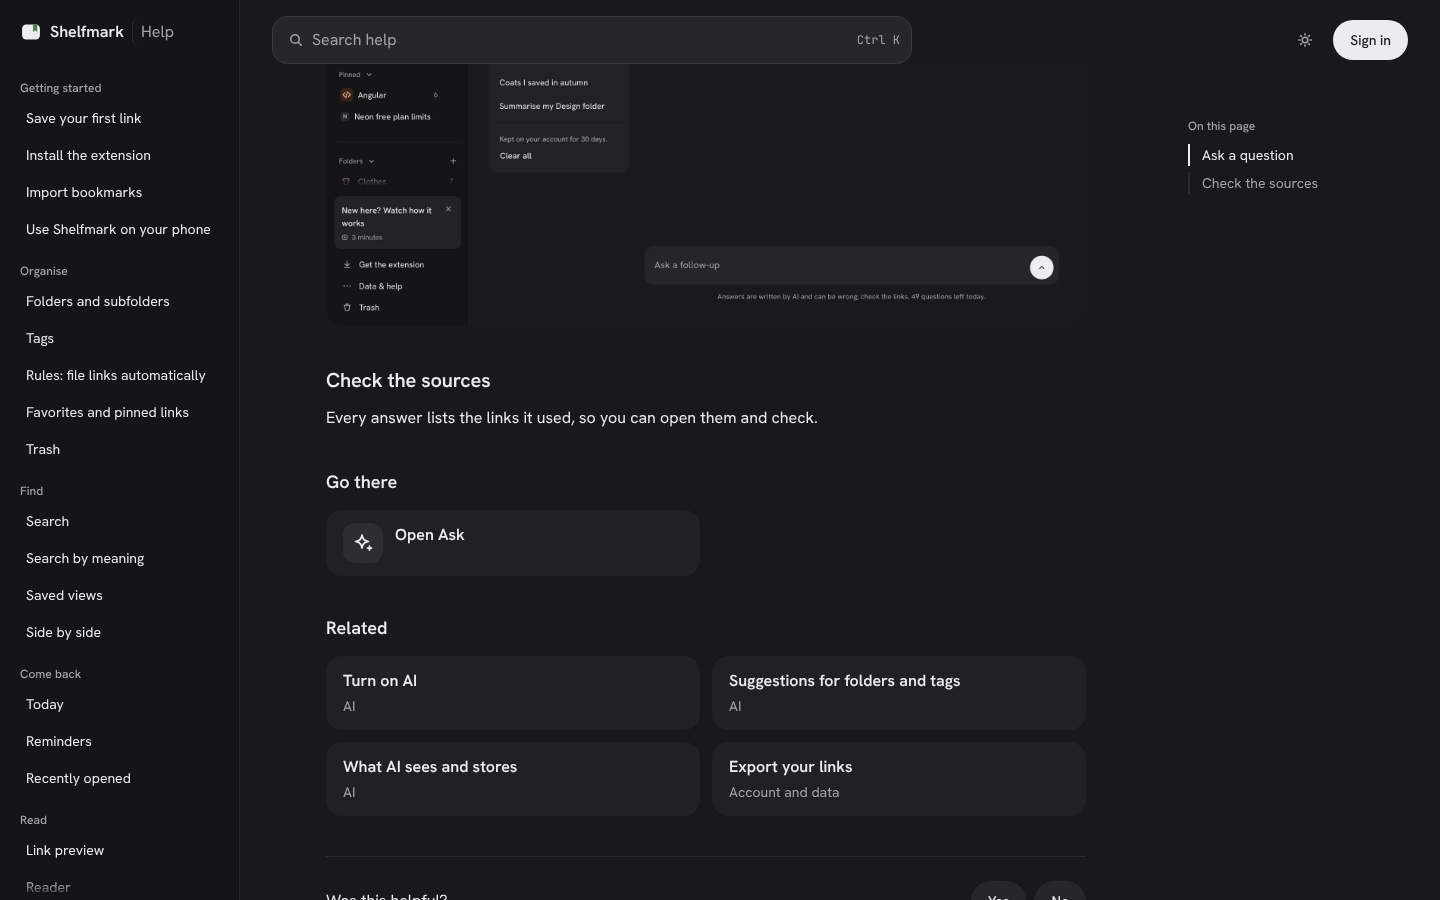 Shelfmark Help
Search help
Ctrl K
Sign in
Getting started
Save your first link
Install the extension
Import bookmarks
Use Shelfmark on your phone
Organise
Folders and subfolders
Tags
Rules: file links automatically
Favorites and pinned links
Trash
Find
Search
Search by meaning
Saved views
Side by side
Come back
Today
Reminders
Recently opened
Read
Link preview
Reader
Pinned
Angular 6
N Neon free plan limits
Folders
Clothes 7
New here? Watch how it
works
3 minutes
Get the extension
Data & help
Trash
Coats I saved in autumn
Summarise my Design folder
Kept on your account for 30 days.
Clear all
Ask a follow-up
Answers are written by AI and can be wrong, check the links. 49 questions left today.
Check the sources
Every answer lists the links it used, so you can open them and check.
Go there
Open Ask
Related
Turn on AI
AI
Suggestions for folders and tags
AI
What AI sees and stores
AI
Export your links
Account and data
Was this helpful?
Yes
No
On this page
Ask a question
Check the sources